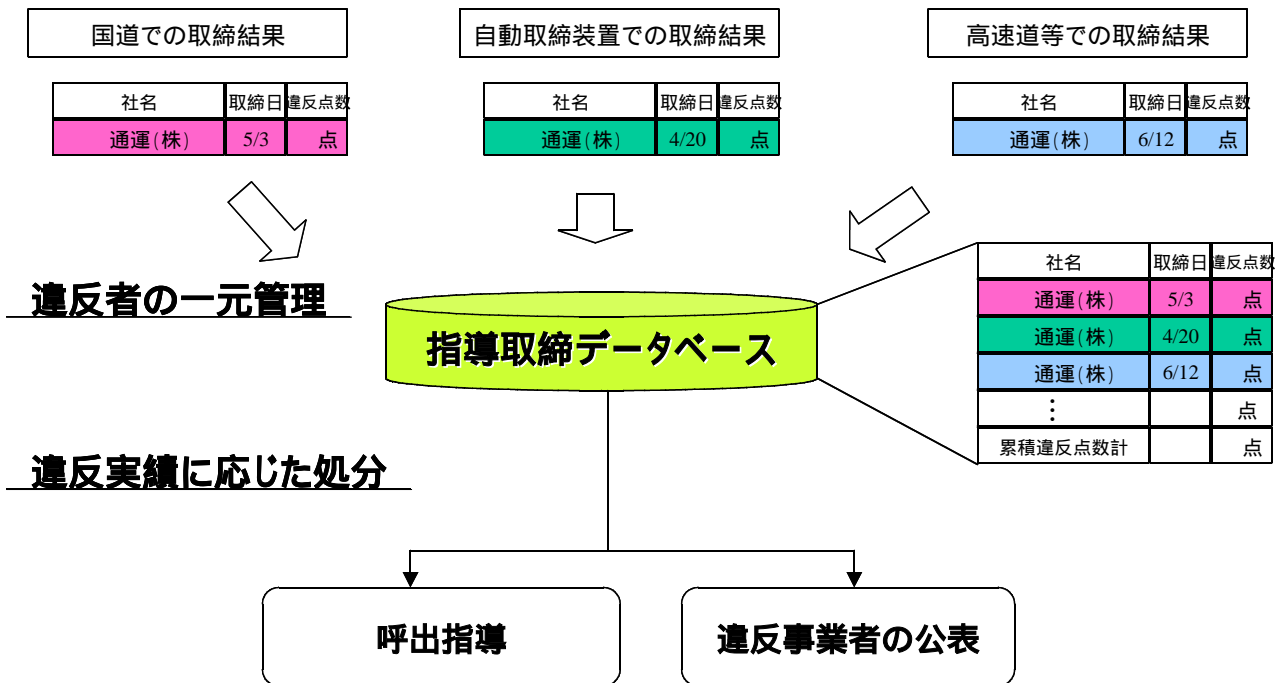 国道での取締結果
自動取締装置での取締結果
高速道等での取締結果
社名 取締日 違反点数
通運(株) 5/3 点
社名 取締日 違反点数
通運(株) 4/20 点
社名 取締日 違反点数
通運(株) 6/12 点
違反者の一元管理
指導取締データベース
社名 取締日 違反点数
通運(株) 5/3 点
通運(株) 4/20 点
通運(株) 6/12 点
⋮ 点
累積違反点数計 点
違反実績に応じた処分
呼出指導
違反事業者の公表